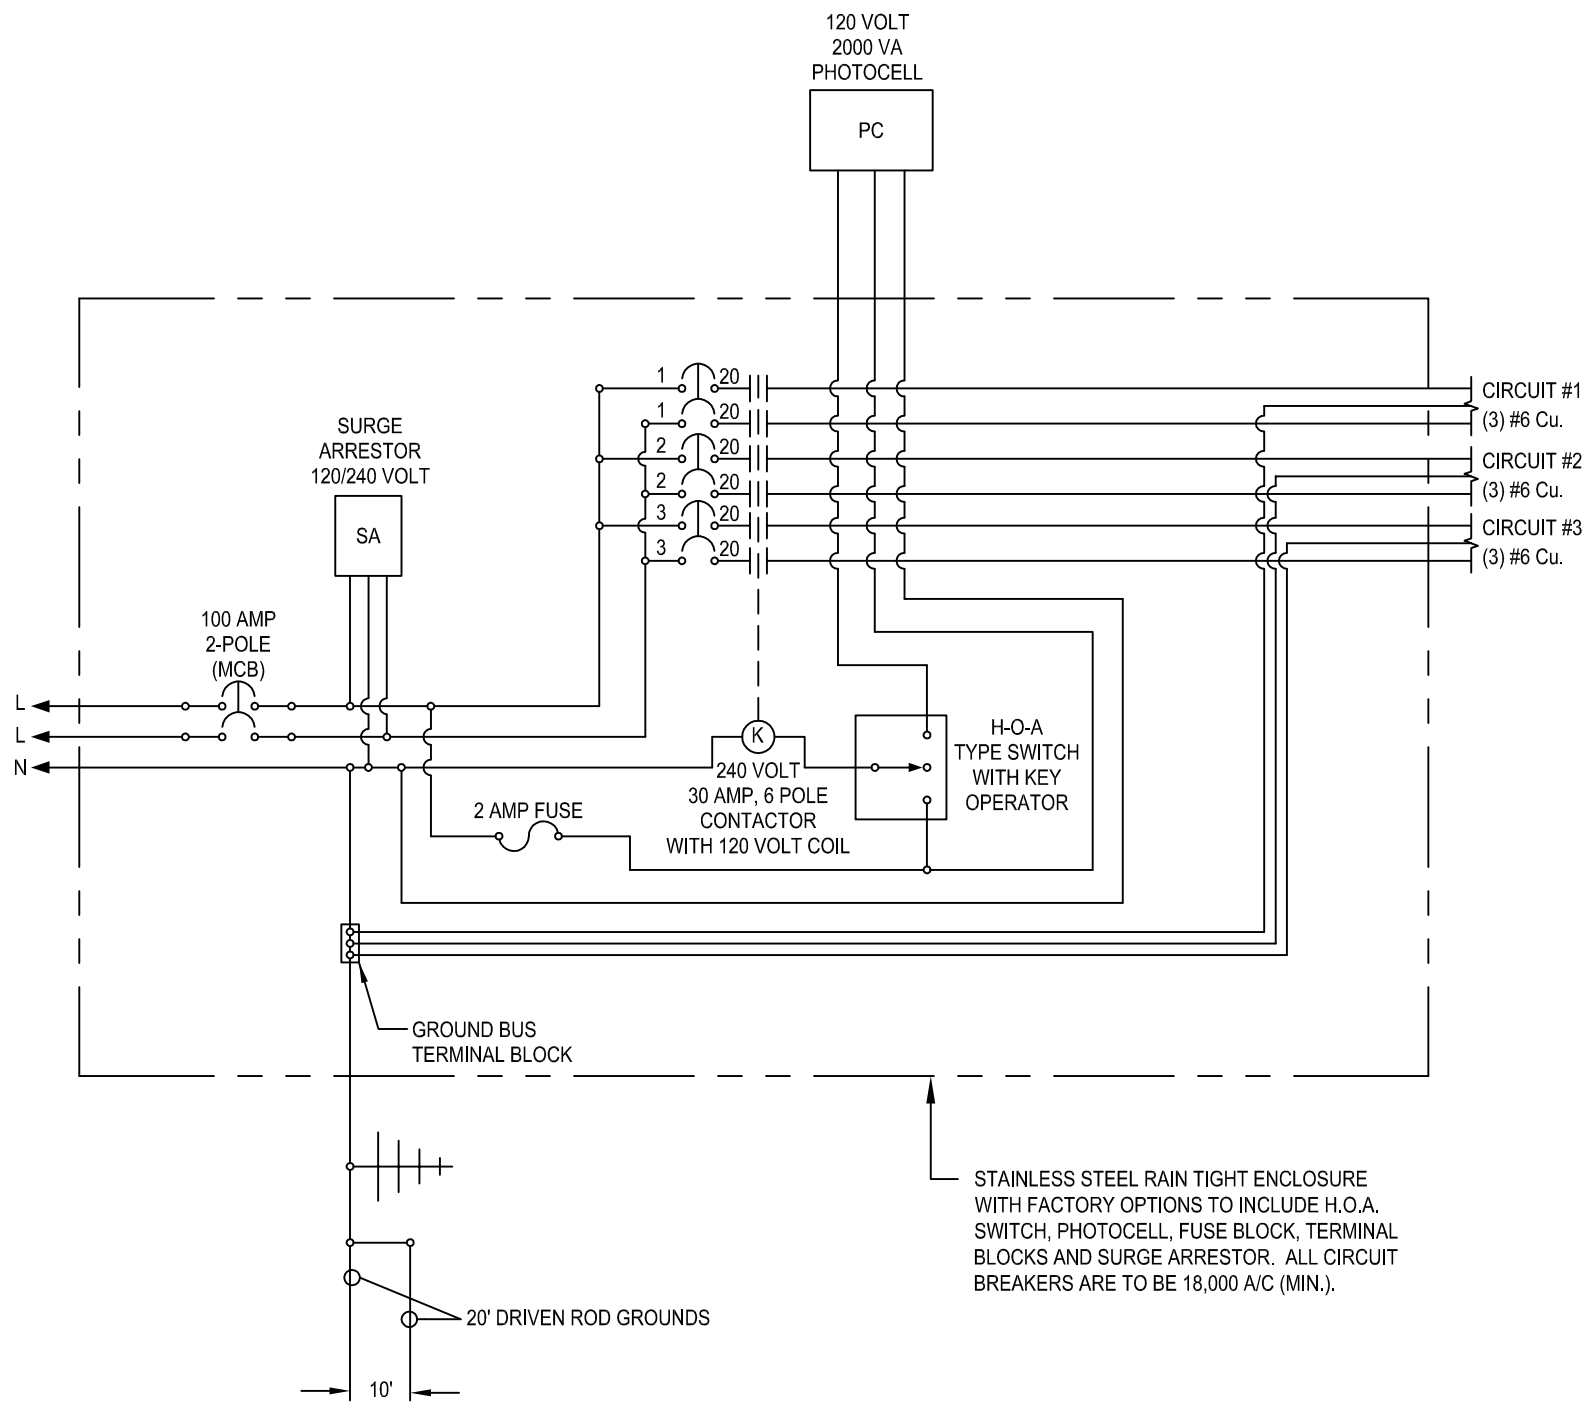 120 VOLT
2000 VA
PHOTOCELL
PC
1
20
1
20
2
20
2
20
3
20
3
20
CIRCUIT #1
(3) #6 Cu.
CIRCUIT #2
(3) #6 Cu.
CIRCUIT #3
(3) #6 Cu.
SURGE
ARRESTOR
120/240 VOLT
SA
100 AMP
2-POLE
(MCB)
L
L
N
K
240 VOLT
30 AMP, 6 POLE
CONTACTOR
WITH 120 VOLT COIL
H-O-A
TYPE SWITCH
WITH KEY
OPERATOR
2 AMP FUSE
GROUND BUS
TERMINAL BLOCK
STAINLESS STEEL RAIN TIGHT ENCLOSURE
WITH FACTORY OPTIONS TO INCLUDE H.O.A.
SWITCH, PHOTOCELL, FUSE BLOCK, TERMINAL
BLOCKS AND SURGE ARRESTOR. ALL CIRCUIT
BREAKERS ARE TO BE 18,000 A/C (MIN.).
20' DRIVEN ROD GROUNDS
10'